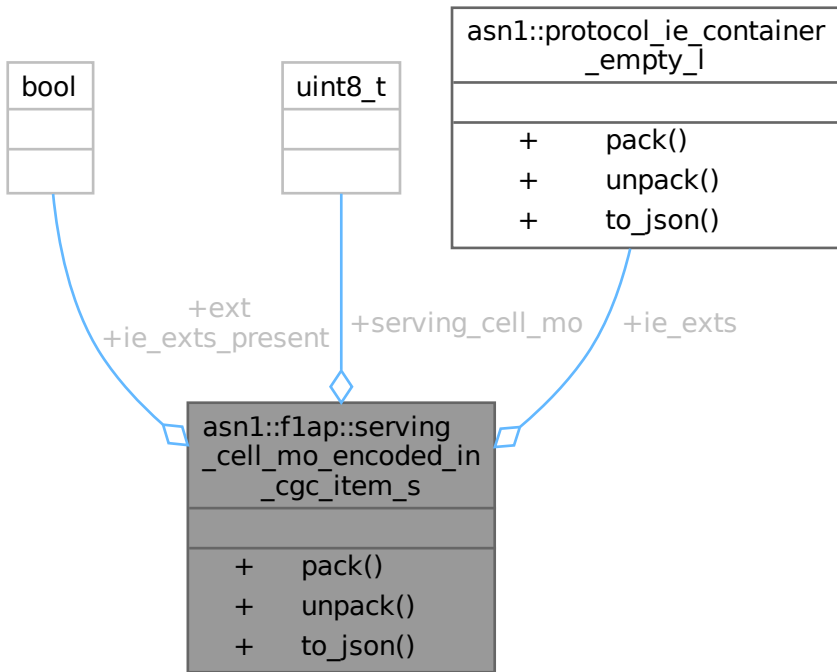 asn1::protocol_ie_container
_empty_l
+ pack()
+ unpack()
+ to_json()
bool
uint8_t
+ext
+ie_exts_present
+serving_cell_mo
+ie_exts
asn1::f1ap::serving
_cell_mo_encoded_in
_cgc_item_s
+ pack()
+ unpack()
+ to_json()